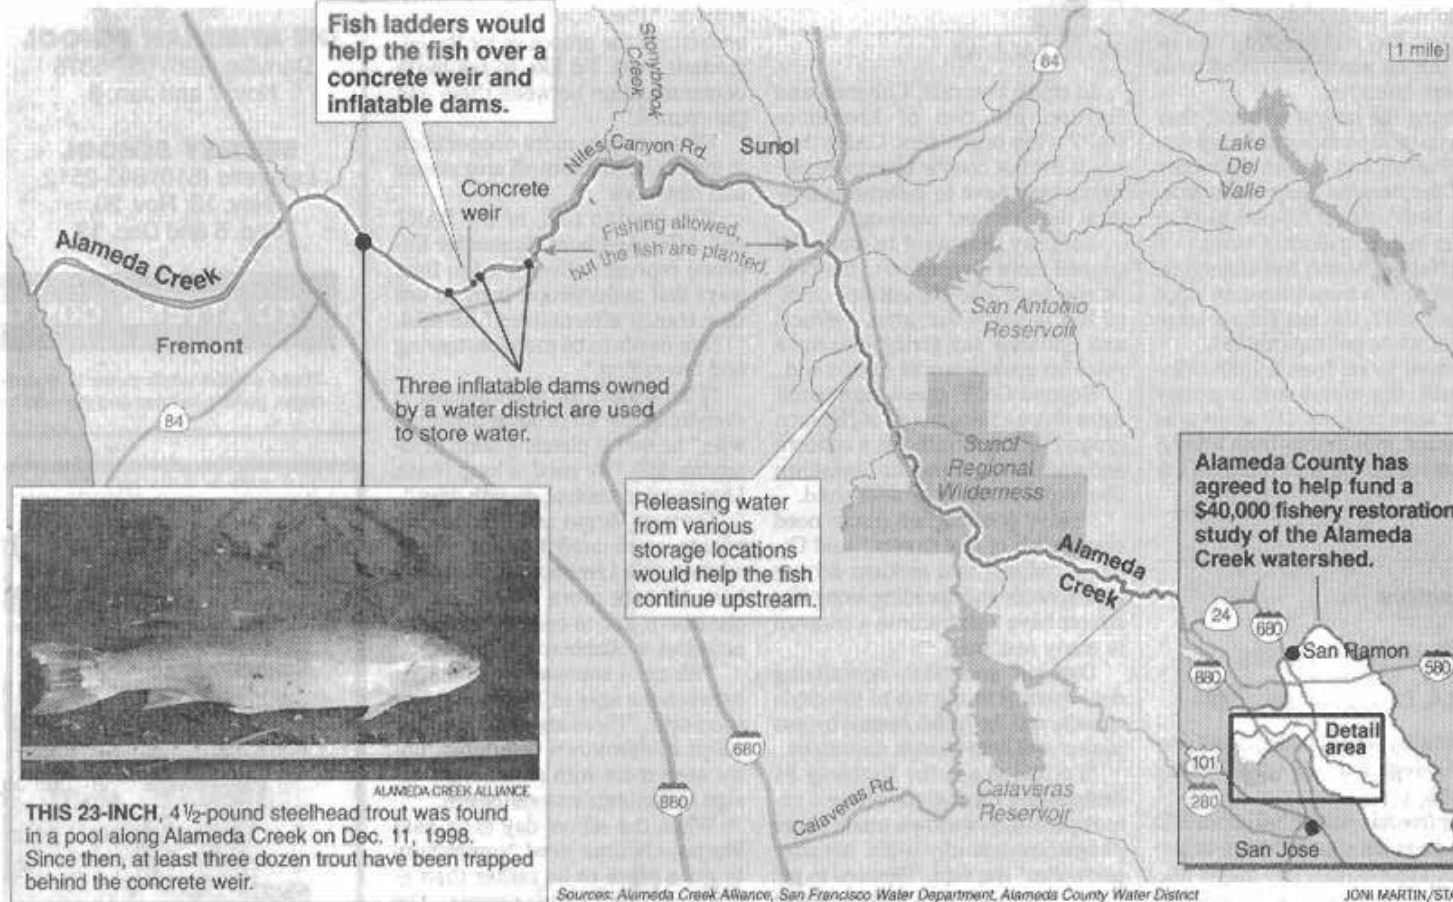 Fish ladders would
help the fish over a
concrete weir and
inflatable dams.
Stonybrook
Creek
84
1 mile
Niles Canyon Rd.
Sunol
Lake
Del
Valle
Concrete
weir
Fishing allowed,
but the fish are planted.
Alameda Creek
San Antonio
Reservoir
Fremont
84
Three inflatable dams owned
by a water district are used
to store water.
Sunol
Regional
Wilderness
Releasing water
from various
storage locations
would help the fish
continue upstream.
Alameda
Creek
Alameda County has
agreed to help fund a
$40,000 fishery restoration
study of the Alameda
Creek watershed.
24
680
San Ramon
580
880
Detail
area
101
280
San Jose
680
880
Calaveras Rd.
Calaveras
Reservoir
ALAMEDA CREEK ALLIANCE
THIS 23-INCH, 4½-pound steelhead trout was found
in a pool along Alameda Creek on Dec. 11, 1998.
Since then, at least three dozen trout have been trapped
behind the concrete weir.
Sources: Alameda Creek Alliance, San Francisco Water Department, Alameda County Water District
JONI MARTIN/STA